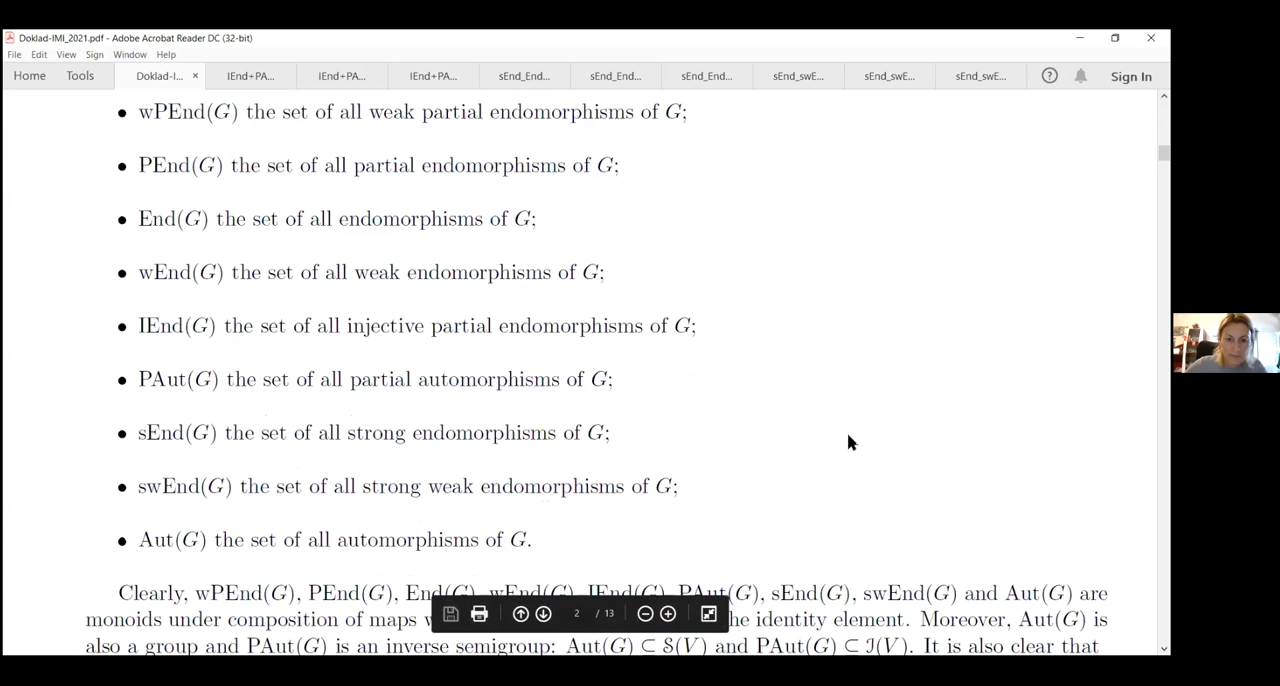 Doklad-IMI_2021.pdf - Adobe Acrobat Reader DC (32-bit)
File Edit View Sign Window Help
Home Tools Doklad-I... × IEnd+PA... IEnd+PA... IEnd+PA... sEnd_End... sEnd_End... sEnd_End... sEnd_swE... sEnd_swE... sEnd_swE... ? Sign In
• wPEnd(G) the set of all weak partial endomorphisms of G;
• PEnd(G) the set of all partial endomorphisms of G;
• End(G) the set of all endomorphisms of G;
• wEnd(G) the set of all weak endomorphisms of G;
• IEnd(G) the set of all injective partial endomorphisms of G;
• PAut(G) the set of all partial automorphisms of G;
• sEnd(G) the set of all strong endomorphisms of G;
• swEnd(G) the set of all strong weak endomorphisms of G;
• Aut(G) the set of all automorphisms of G.
Clearly, wPEnd(G), PEnd(G), End(G), wEnd(G), IEnd(G), PAut(G), sEnd(G), swEnd(G) and Aut(G) are
monoids under composition of maps the identity element. Moreover, Aut(G) is
2 / 13
also a group and PAut(G) is an inverse semigroup: Aut(G) ⊂ S(V) and PAut(G) ⊂ I(V). It is also clear that